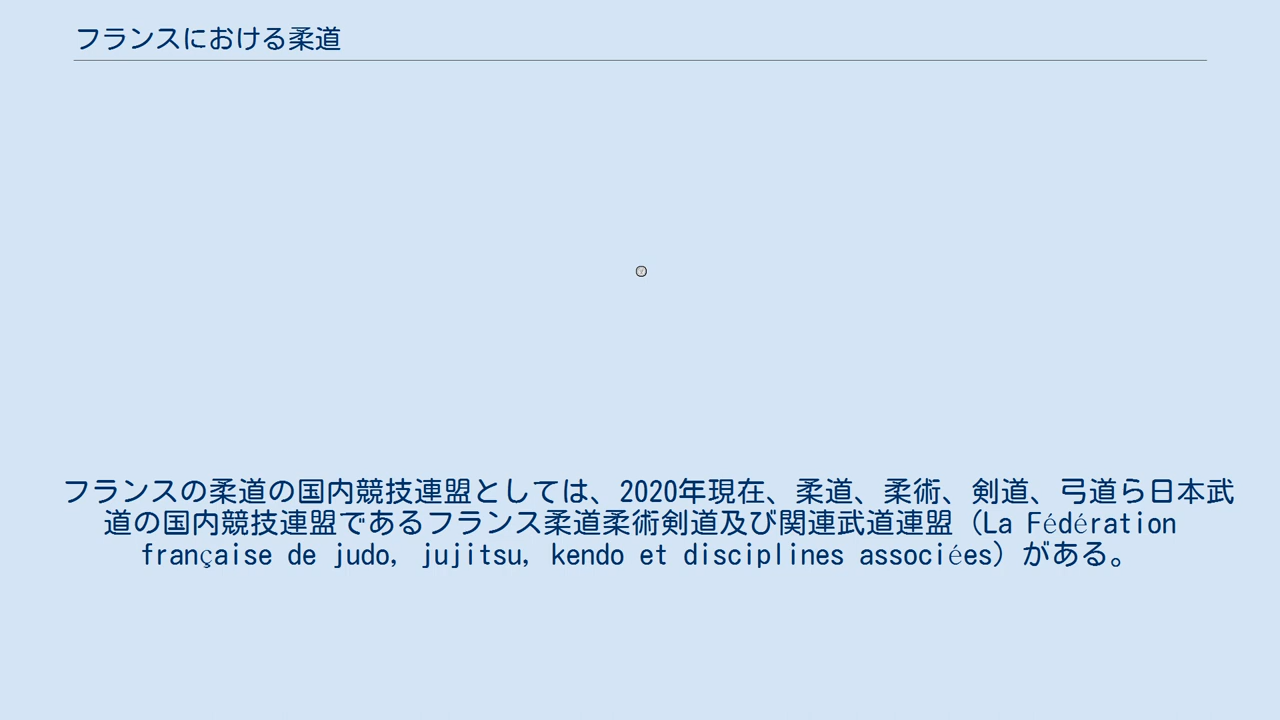 フランスにおける柔道
フランスの柔道の国内競技連盟としては、2020年現在、柔道、柔術、剣道、弓道ら日本武
道の国内競技連盟であるフランス柔道柔術剣道及び関連武道連盟（La Fédération
française de judo, jujitsu, kendo et disciplines associées）がある。